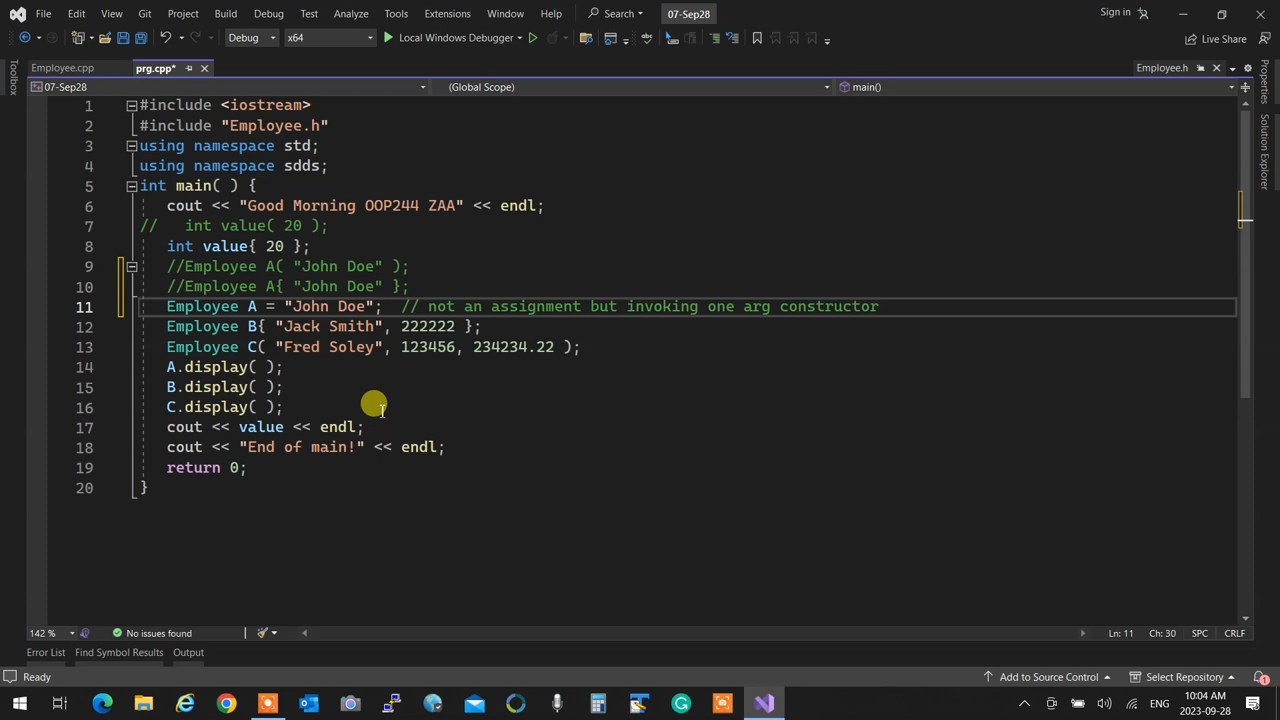 File Edit View Git Project Build Debug Test Analyze Tools Extensions Window Help Search 07-Sep28 Sign in
Debug x64 Local Windows Debugger Live Share
Employee.cpp prg.cpp* Employee.h
07-Sep28 (Global Scope) main()
Toolbox
Properties
Solution Explorer
1 #include <iostream>
2 #include "Employee.h"
3 using namespace std;
4 using namespace sdds;
5 int main( ) {
6 cout << "Good Morning OOP244 ZAA" << endl;
7 // int value( 20 );
8 int value{ 20 };
9 //Employee A( "John Doe" );
10 //Employee A{ "John Doe" };
11 Employee A = "John Doe"; // not an assignment but invoking one arg constructor
12 Employee B{ "Jack Smith", 222222 };
13 Employee C( "Fred Soley", 123456, 234234.22 );
14 A.display( );
15 B.display( );
16 C.display( );
17 cout << value << endl;
18 cout << "End of main!" << endl;
19 return 0;
20 }
142 % No issues found Ln: 11 Ch: 30 SPC CRLF
Error List Find Symbol Results Output
Ready Add to Source Control Select Repository 1
ENG 10:04 AM
2023-09-28